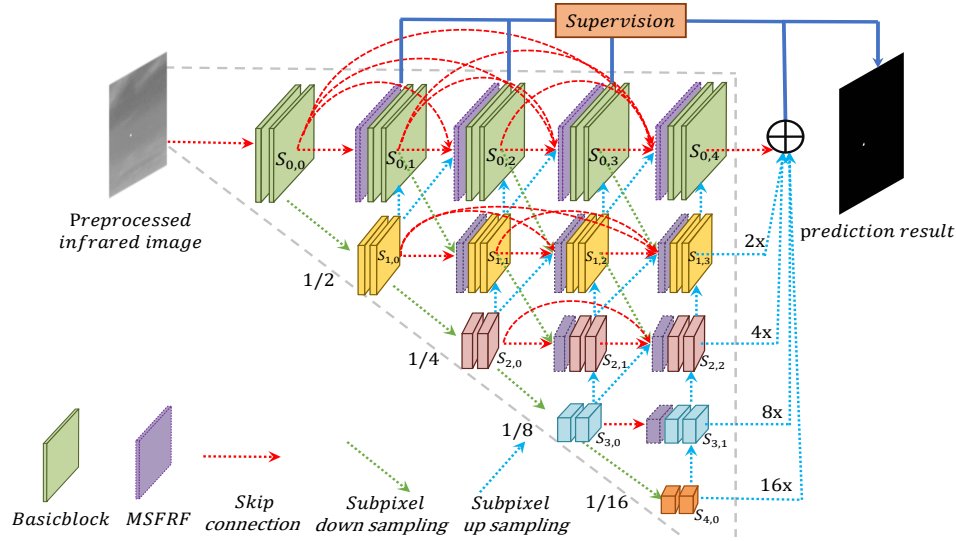 Supervision
S0,0
S0,1
S0,2
S0,3
S0,4
Preprocessed
infrared image
prediction result
S1,0
S1,1
S1,2
S1,3
2x
1/2
S2,0
S2,1
S2,2
4x
1/4
S3,0
S3,1
8x
1/8
S4,0
16x
1/16
Basicblock
MSFRF
Skip
connection
Subpixel
down sampling
Subpixel
up sampling